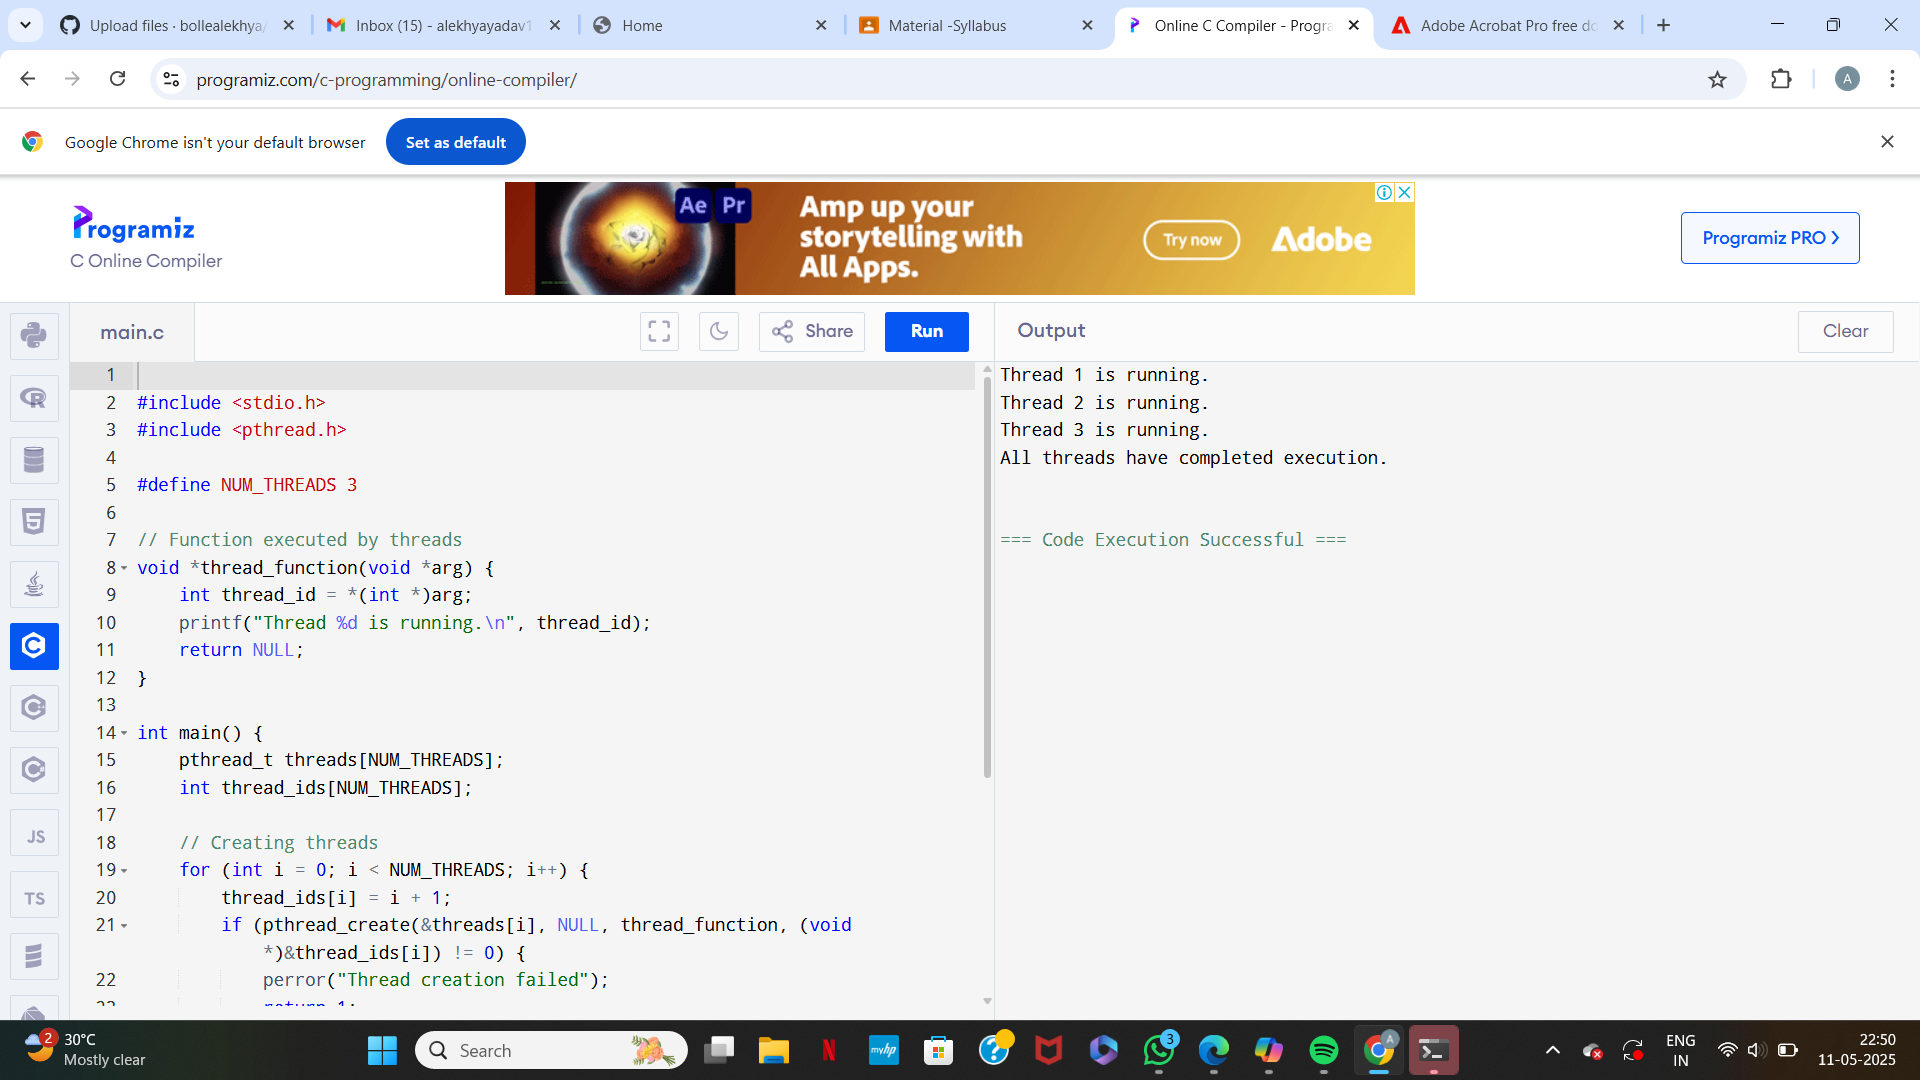 Upload files · bollealekhya/
Inbox (15) - alekhyayadav1
Home
Material -Syllabus
Online C Compiler - Progra
Adobe Acrobat Pro free do
programiz.com/c-programming/online-compiler/
A
Google Chrome isn't your default browser
Set as default
Programiz
C Online Compiler
Ae Pr
Amp up your
storytelling with
All Apps.
Try now
Adobe
Programiz PRO ›
main.c
Share
Run
Output
Clear
1
2 #include <stdio.h>
3 #include <pthread.h>
4
5 #define NUM_THREADS 3
6
7 // Function executed by threads
8 void *thread_function(void *arg) {
9 int thread_id = *(int *)arg;
10 printf("Thread %d is running.\n", thread_id);
11 return NULL;
12 }
13
14 int main() {
15 pthread_t threads[NUM_THREADS];
16 int thread_ids[NUM_THREADS];
17
18 // Creating threads
19 for (int i = 0; i < NUM_THREADS; i++) {
20 thread_ids[i] = i + 1;
21 if (pthread_create(&threads[i], NULL, thread_function, (void
*)&thread_ids[i]) != 0) {
22 perror("Thread creation failed");
Thread 1 is running.
Thread 2 is running.
Thread 3 is running.
All threads have completed execution.
=== Code Execution Successful ===
JS
TS
2
30°C
Mostly clear
Search
N
myhp
3
A
ENG
IN
22:50
11-05-2025